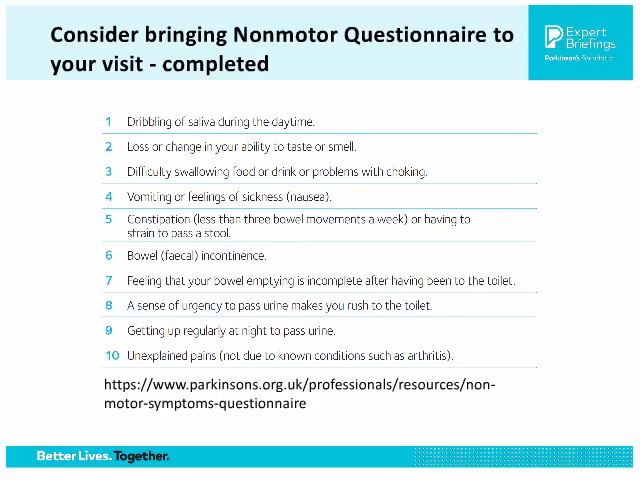 Consider bringing Nonmotor Questionnaire to
your visit - completed
Expert
Briefings
Parkinson's Foundation
1 Dribbling of saliva during the daytime.
2 Loss or change in your ability to taste or smell.
3 Difficulty swallowing food or drink or problems with choking.
4 Vomiting or feelings of sickness (nausea).
5 Constipation (less than three bowel movements a week) or having to
strain to pass a stool.
6 Bowel (faecal) incontinence.
7 Feeling that your bowel emptying is incomplete after having been to the toilet.
8 A sense of urgency to pass urine makes you rush to the toilet.
9 Getting up regularly at night to pass urine.
10 Unexplained pains (not due to known conditions such as arthritis).
https://www.parkinsons.org.uk/professionals/resources/non-
motor-symptoms-questionnaire
Better Lives. Together.